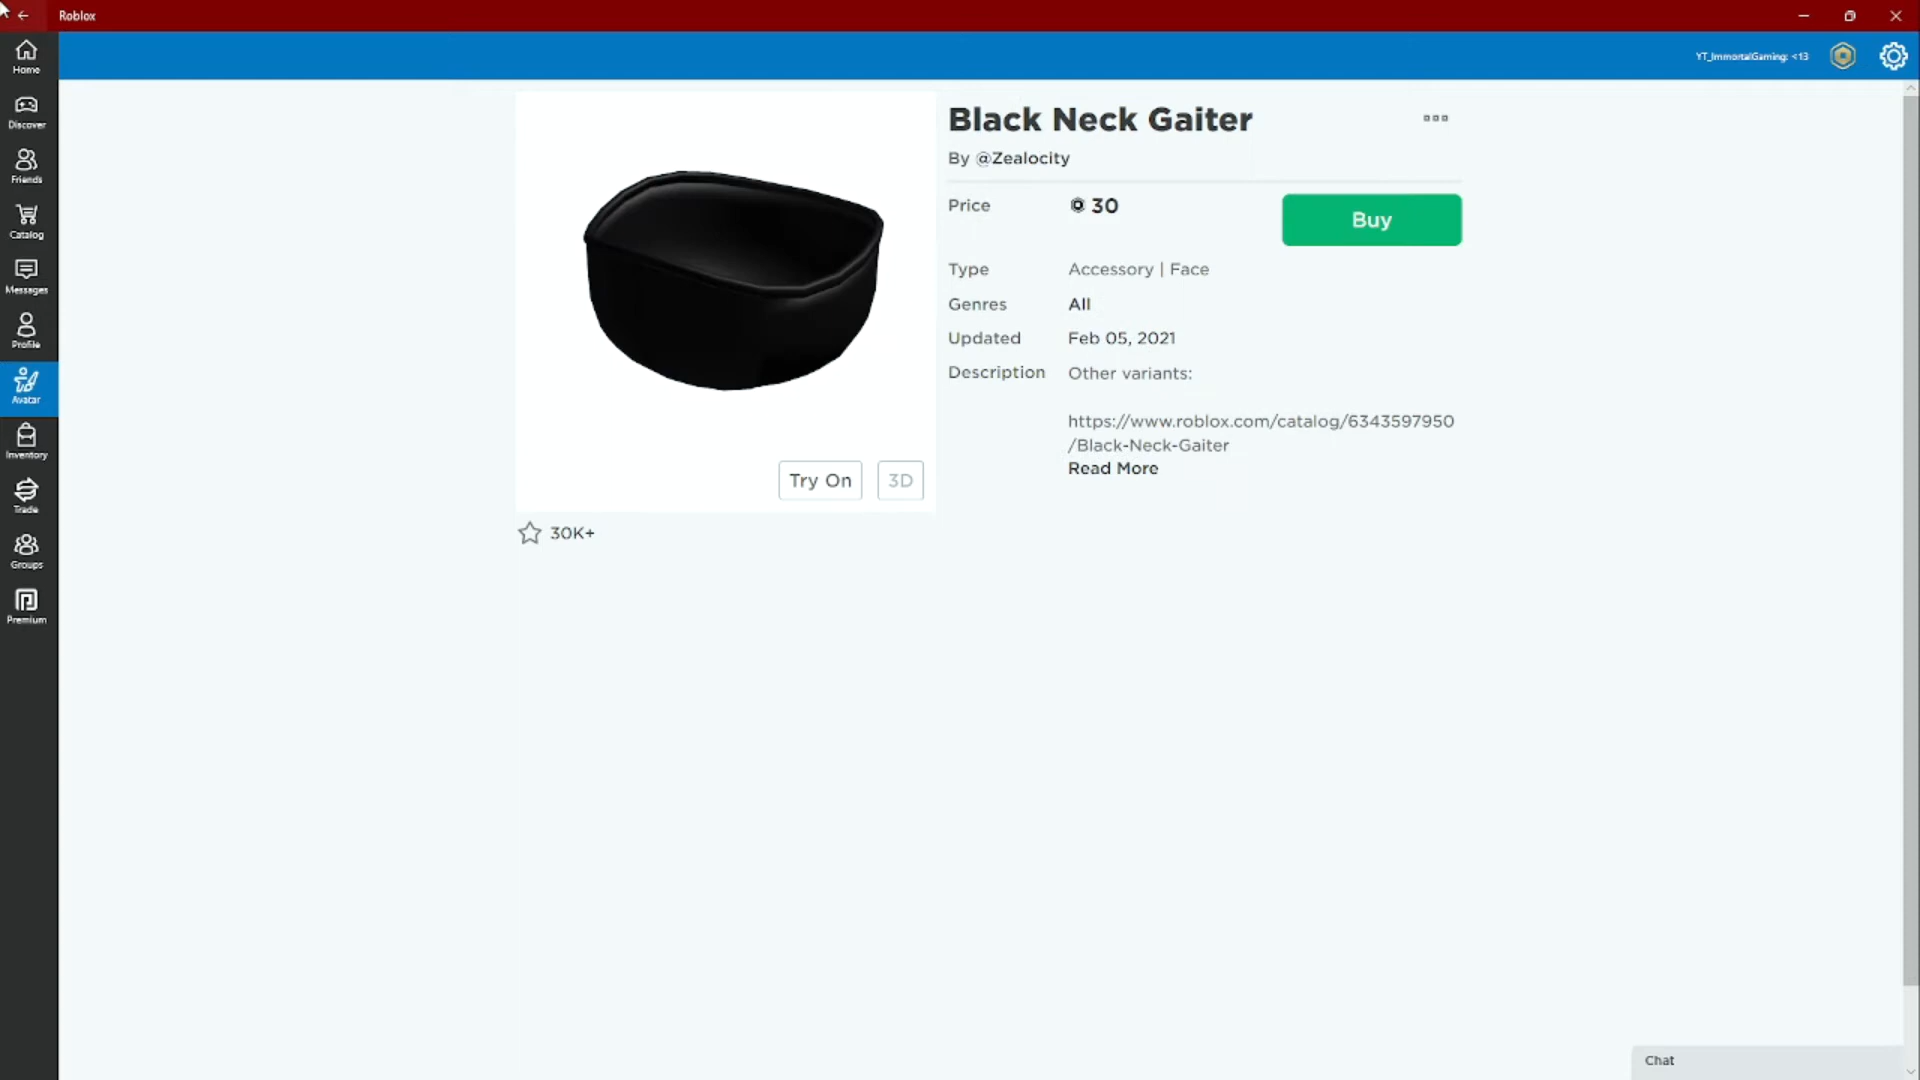 Roblox
YT_ImmortalGaming: <13
Home
Discover
Friends
Catalog
Messages
Profile
Avatar
Inventory
Trade
Groups
Premium
Black Neck Gaiter
By @Zealocity
Price 30
Buy
Type Accessory | Face
Genres All
Updated Feb 05, 2021
Description Other variants:
https://www.roblox.com/catalog/6343597950
/Black-Neck-Gaiter
Read More
Try On 3D
30K+
Chat